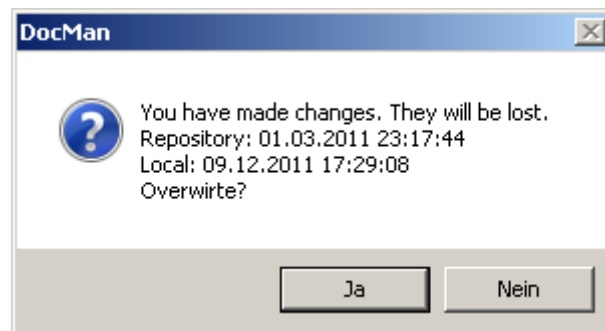 DocMan
You have made changes. They will be lost.
Repository: 01.03.2011 23:17:44
Local: 09.12.2011 17:29:08
Overwirte?
Ja
Nein